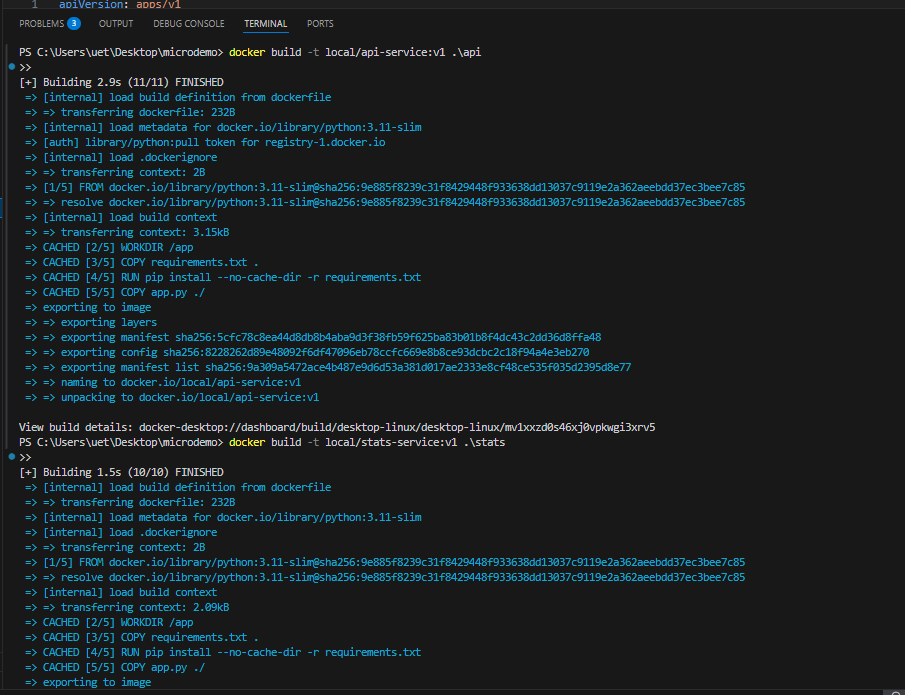 1 apiVersion: apps/v1
PROBLEMS 3 OUTPUT DEBUG CONSOLE TERMINAL PORTS
PS C:\Users\uet\Desktop\microdemo> docker build -t local/api-service:v1 .\api
>>
[+] Building 2.9s (11/11) FINISHED
=> [internal] load build definition from dockerfile
=> => transferring dockerfile: 232B
=> [internal] load metadata for docker.io/library/python:3.11-slim
=> [auth] library/python:pull token for registry-1.docker.io
=> [internal] load .dockerignore
=> => transferring context: 2B
=> [1/5] FROM docker.io/library/python:3.11-slim@sha256:9e885f8239c31f8429448f933638dd13037c9119e2a362aeebdd37ec3bee7c85
=> => resolve docker.io/library/python:3.11-slim@sha256:9e885f8239c31f8429448f933638dd13037c9119e2a362aeebdd37ec3bee7c85
=> [internal] load build context
=> => transferring context: 3.15kB
=> CACHED [2/5] WORKDIR /app
=> CACHED [3/5] COPY requirements.txt .
=> CACHED [4/5] RUN pip install --no-cache-dir -r requirements.txt
=> CACHED [5/5] COPY app.py ./
=> exporting to image
=> => exporting layers
=> => exporting manifest sha256:5cfc78c8ea44d8db8b4aba9d3f38fb59f625ba83b01b8f4dc43c2dd36d8ffa48
=> => exporting config sha256:8228262d89e48092f6df47096eb78ccfc669e8b8ce93dcbc2c18f94a4e3eb270
=> => exporting manifest list sha256:9a309a5472ace4b487e9d6d53a381d017ae2333e8cf48ce535f035d2395d8e77
=> => naming to docker.io/local/api-service:v1
=> => unpacking to docker.io/local/api-service:v1
View build details: docker-desktop://dashboard/build/desktop-linux/desktop-linux/mv1xxzd0s46xj0vpkwgi3xrv5
PS C:\Users\uet\Desktop\microdemo> docker build -t local/stats-service:v1 .\stats
>>
[+] Building 1.5s (10/10) FINISHED
=> [internal] load build definition from dockerfile
=> => transferring dockerfile: 232B
=> [internal] load metadata for docker.io/library/python:3.11-slim
=> [internal] load .dockerignore
=> => transferring context: 2B
=> [1/5] FROM docker.io/library/python:3.11-slim@sha256:9e885f8239c31f8429448f933638dd13037c9119e2a362aeebdd37ec3bee7c85
=> => resolve docker.io/library/python:3.11-slim@sha256:9e885f8239c31f8429448f933638dd13037c9119e2a362aeebdd37ec3bee7c85
=> [internal] load build context
=> => transferring context: 2.09kB
=> CACHED [2/5] WORKDIR /app
=> CACHED [3/5] COPY requirements.txt .
=> CACHED [4/5] RUN pip install --no-cache-dir -r requirements.txt
=> CACHED [5/5] COPY app.py ./
=> exporting to image